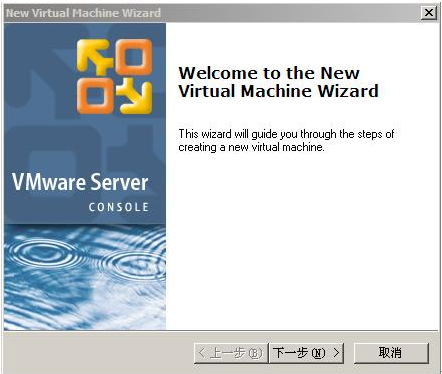 New Virtual Machine Wizard
Welcome to the New
Virtual Machine Wizard
This wizard will guide you through the steps of
creating a new virtual machine.
VMware Server
CONSOLE
< 上一步(B)
下一步(N) >
取消